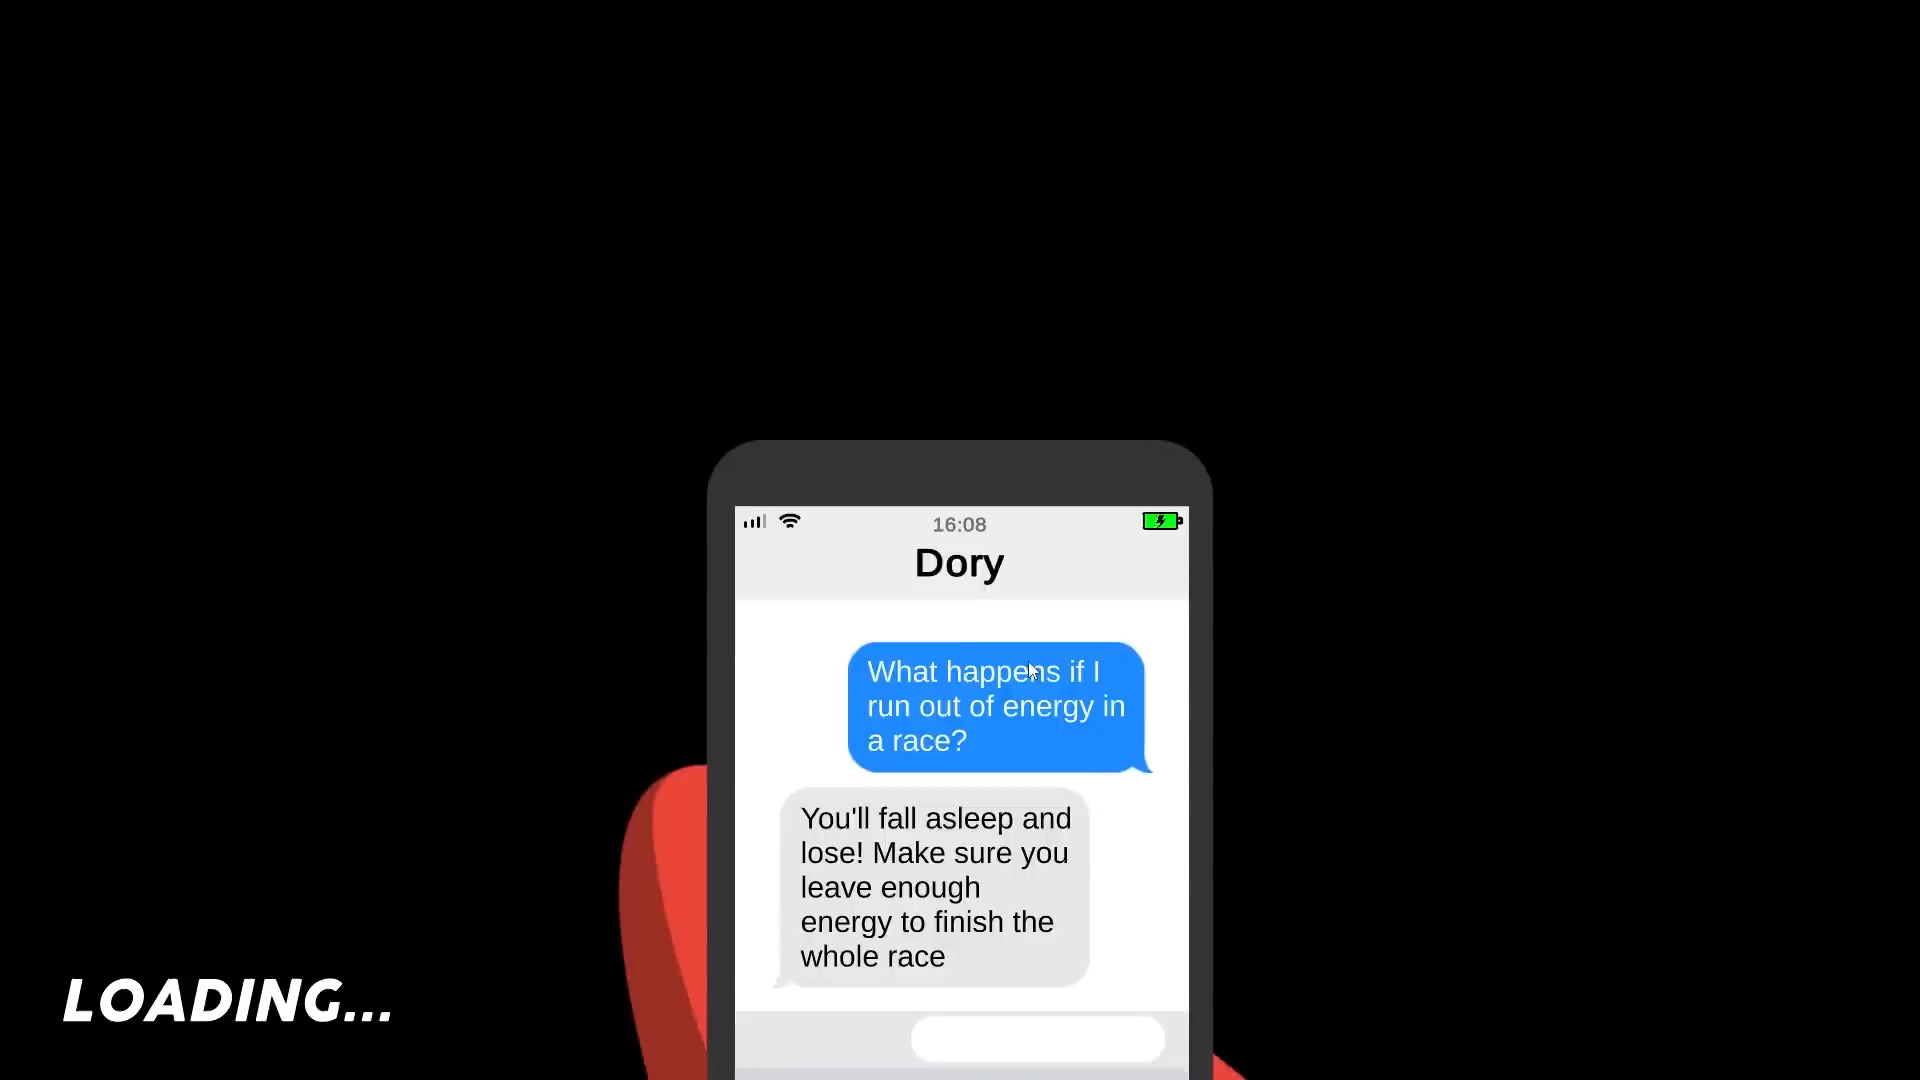 16:08
Dory
What happens if I
run out of energy in
a race?
You'll fall asleep and
lose! Make sure you
leave enough
energy to finish the
whole race
LOADING...